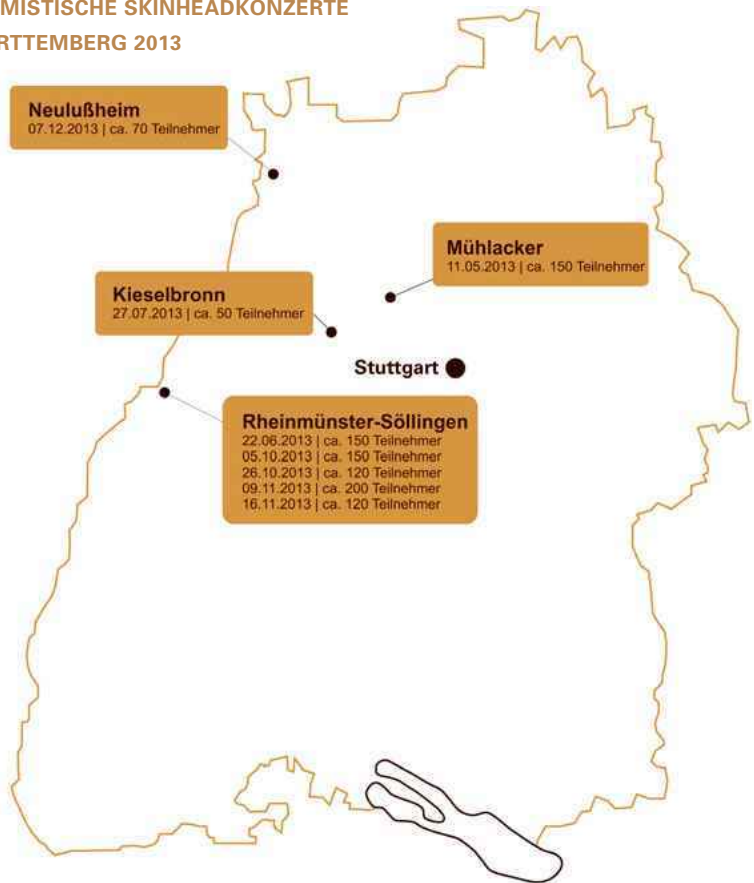 MISTISCHE SKINHEADKONZERTE
RTTEMBERG 2013
Neulußheim
07.12.2013 | ca. 70 Teilnehmer
Mühlacker
11.05.2013 | ca. 150 Teilnehmer
Kieselbronn
27.07.2013 | ca. 50 Teilnehmer
Stuttgart
Rheinmünster-Söllingen
22.06.2013 | ca. 150 Teilnehmer
05.10.2013 | ca. 150 Teilnehmer
26.10.2013 | ca. 120 Teilnehmer
09.11.2013 | ca. 200 Teilnehmer
16.11.2013 | ca. 120 Teilnehmer